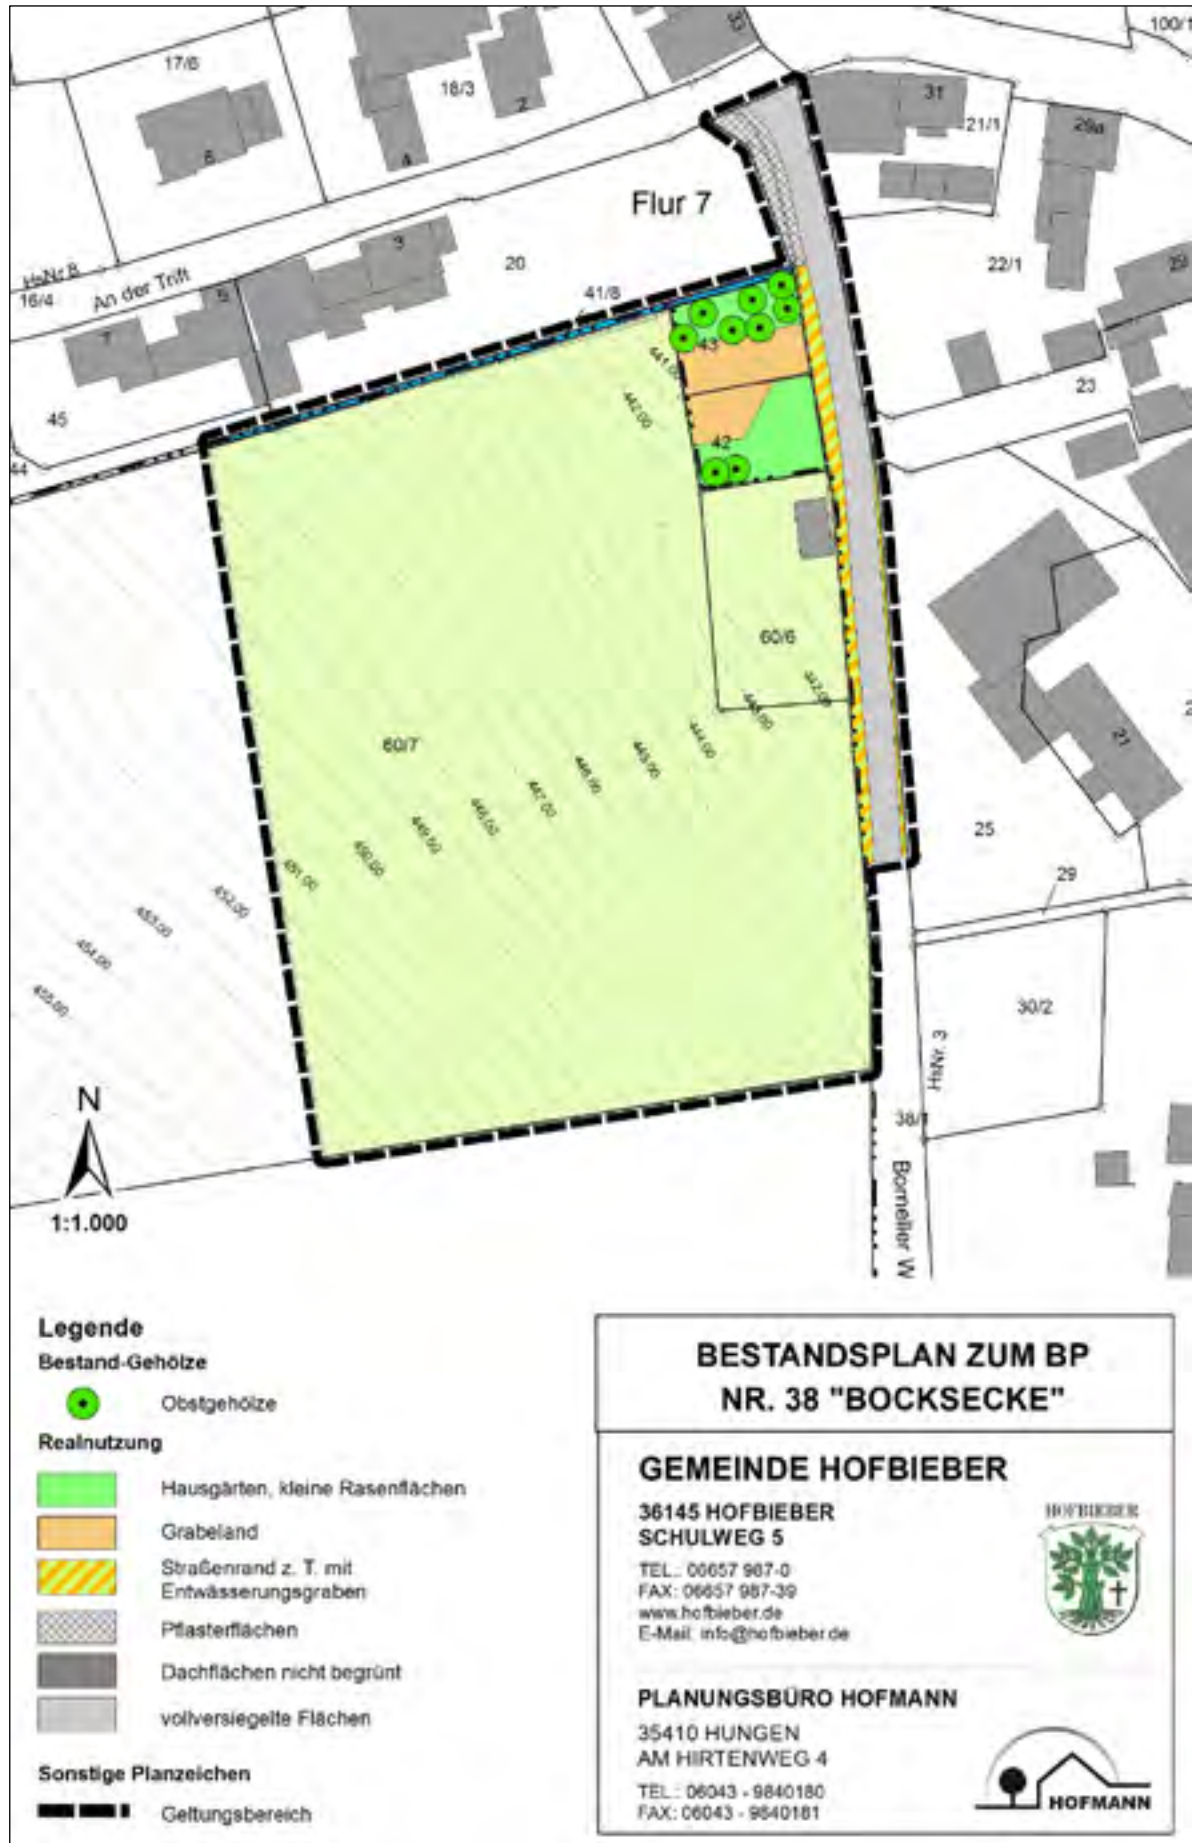 100/1
33
17/6
18/3
2
4
6
31
21/1
29a
Flur 7
22/1
29
HsNr. 8
16/4
An der Trift
3
5
7
20
41/8
43
441.00
442.00
42
23
45
44
60/6
442.00
443.00
444.00
445.00
446.00
447.00
60/7
449.00
450.00
451.00
452.00
453.00
454.00
455.00
21
25
29
30/2
HsNr. 3
38/1
N
1:1.000
Legende
Bestand-Gehölze
Obstgehölze
Realnutzung
Hausgärten, kleine Rasenflächen
Grabeland
Straßenrand z. T. mit
Entwässerungsgraben
Pflasterflächen
Dachflächen nicht begrünt
vollversiegelte Flächen
Sonstige Planzeichen
Geltungsbereich
BESTANDSPLAN ZUM BP
NR. 38 "BOCKSECKE"
GEMEINDE HOFBIEBER
36145 HOFBIEBER
SCHULWEG 5
TEL.: 06657 987-0
FAX: 06657 987-39
www.hofbieber.de
E-Mail: info@hofbieber.de
HOFBIEBER
PLANUNGSBÜRO HOFMANN
35410 HUNGEN
AM HIRTENWEG 4
TEL.: 06043 - 9840180
FAX: 06043 - 9840181
HOFMANN